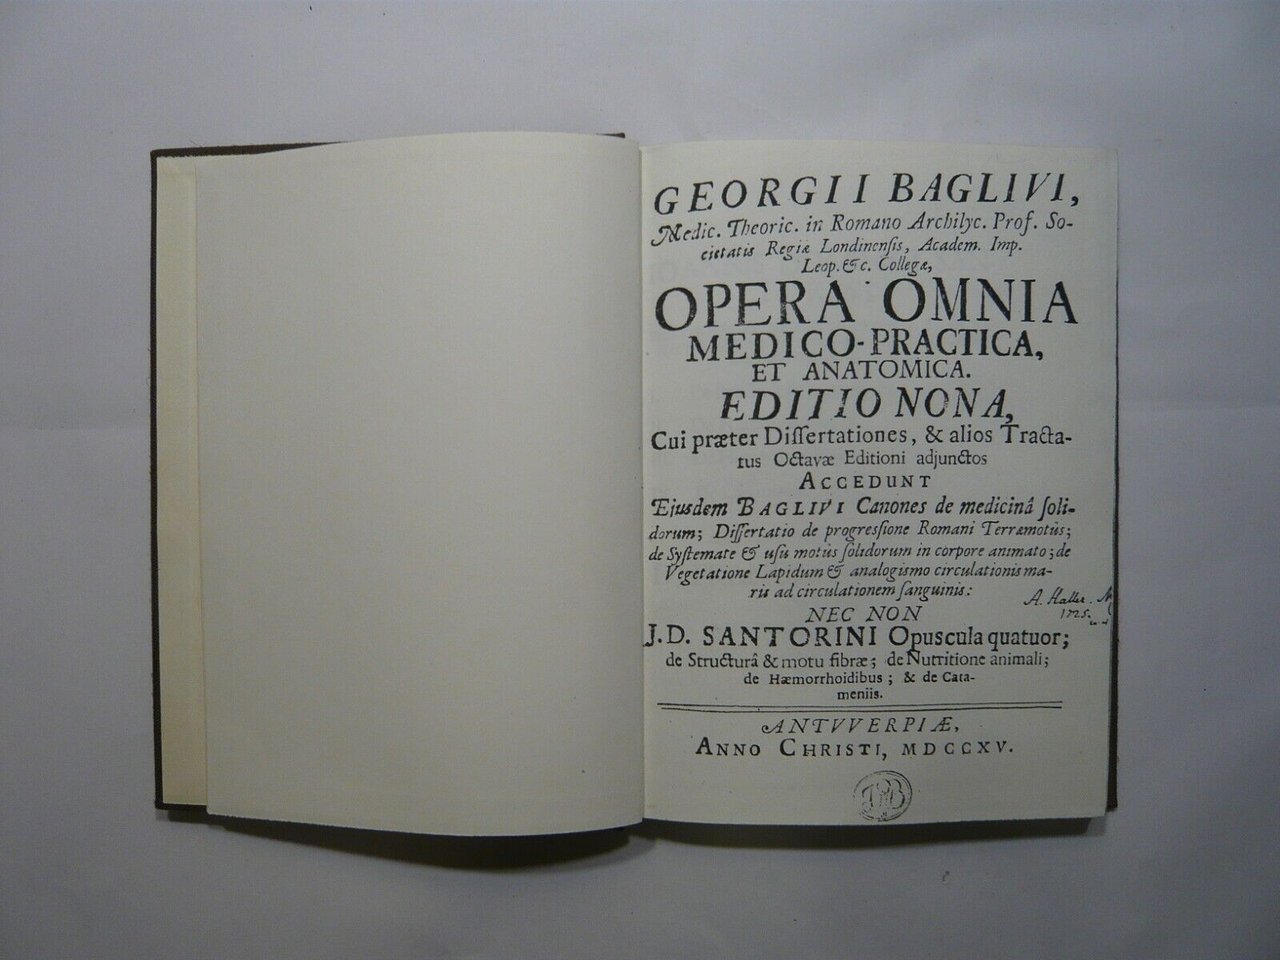 GEORGII BAGLIVI,
Medic. Theoric. in Romano Archilyc. Prof. So-
cietatis Regiæ Londinenſis, Academ. Imp.
Leop. & c. Collegæ,
OPERA OMNIA
MEDICO-PRACTICA,
ET ANATOMICA.
EDITIO NONA,
Cui præter Diſſertationes, & alios Tracta-
tus Octavæ Editioni adjunctos
ACCEDUNT
Ejusdem BAGLIVI Canones de medicinâ ſoli-
dorum; Diſſertatio de progreſſione Romani Terræmotûs;
de Syſtemate & uſu motûs ſolidorum in corpore animato; de
Vegetatione Lapidum & analogismo circulationis ma-
ris ad circulationem ſanguinis:
A. Haller.
1725.
NEC NON
J.D. SANTORINI Opuscula quatuor;
de Structurâ & motu fibræ; de Nutritione animali;
de Hæmorrhoidibus; & de Cata-
meniis.
ANTVVERPIÆ,
ANNO CHRISTI, MDCCXV.